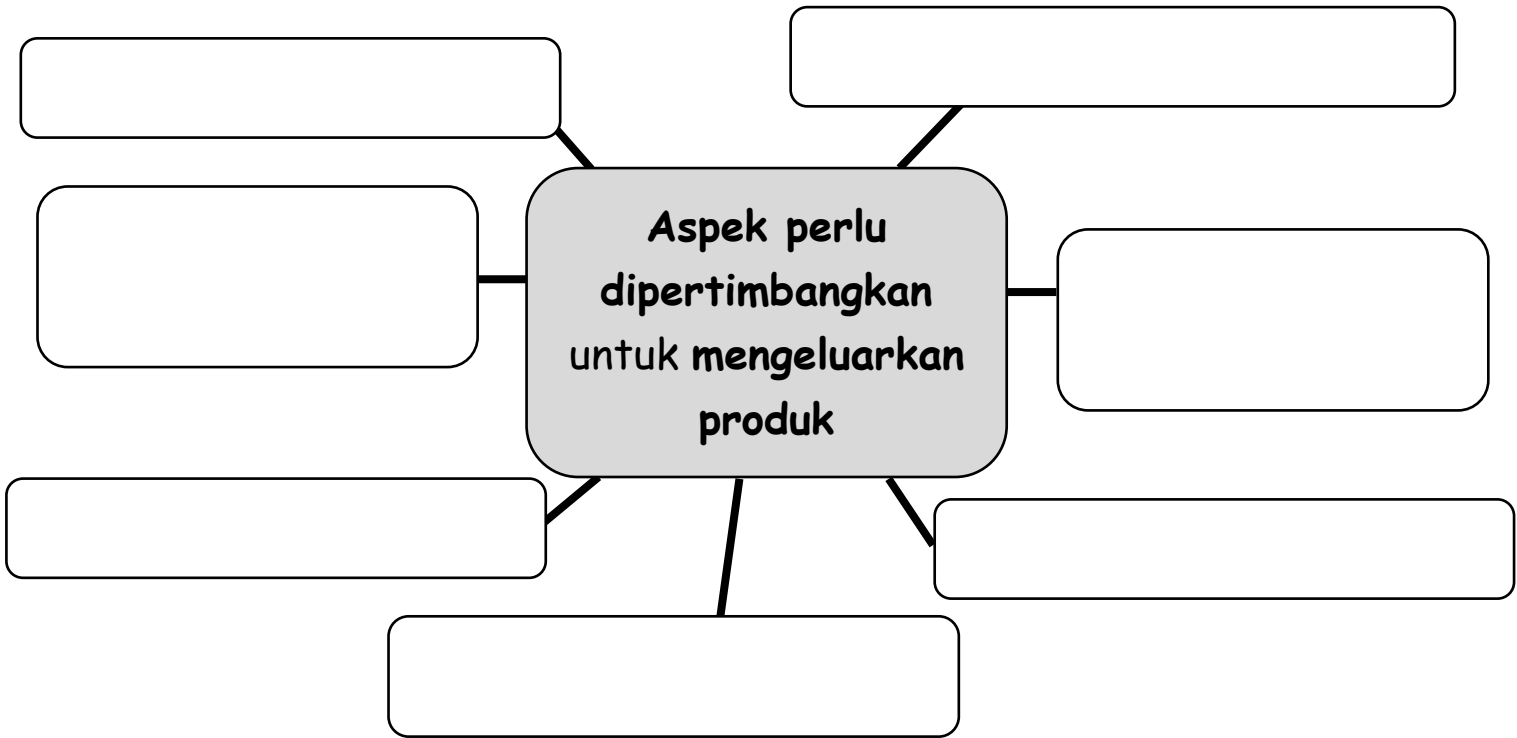 Aspek perlu
dipertimbangkan
untuk mengeluarkan
produk